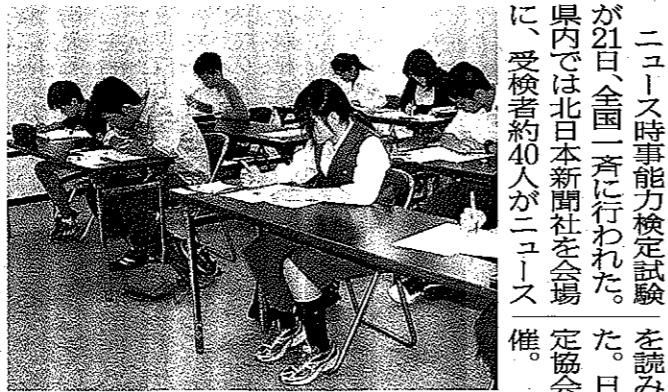 ニュース時事能力検定試験
が21日、全国一斉に行われた。
県内では北日本新聞社を会場
に、受検者約40人がニュース
を読み
た。日
定協会
催。